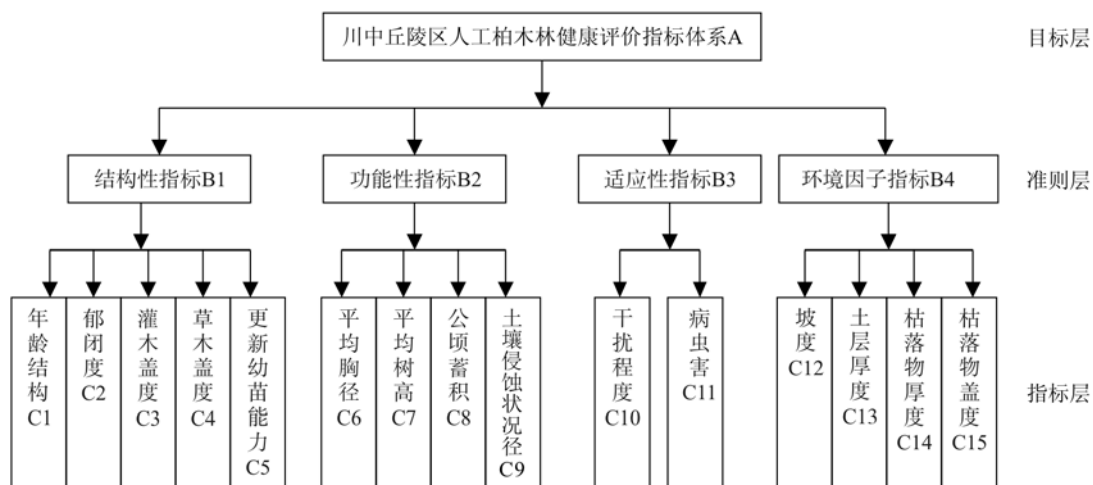 川中丘陵区人工柏木林健康评价指标体系A
目标层
结构性指标B1
功能性指标B2
适应性指标B3
环境因子指标B4
准则层
年龄结构C1
郁闭度C2
灌木盖度C3
草木盖度C4
更新幼苗能力C5
平均胸径C6
平均树高C7
公顷蓄积C8
土壤侵蚀状况径C9
干扰程度C10
病虫害C11
坡度C12
土层厚度C13
枯落物厚度C14
枯落物盖度C15
指标层